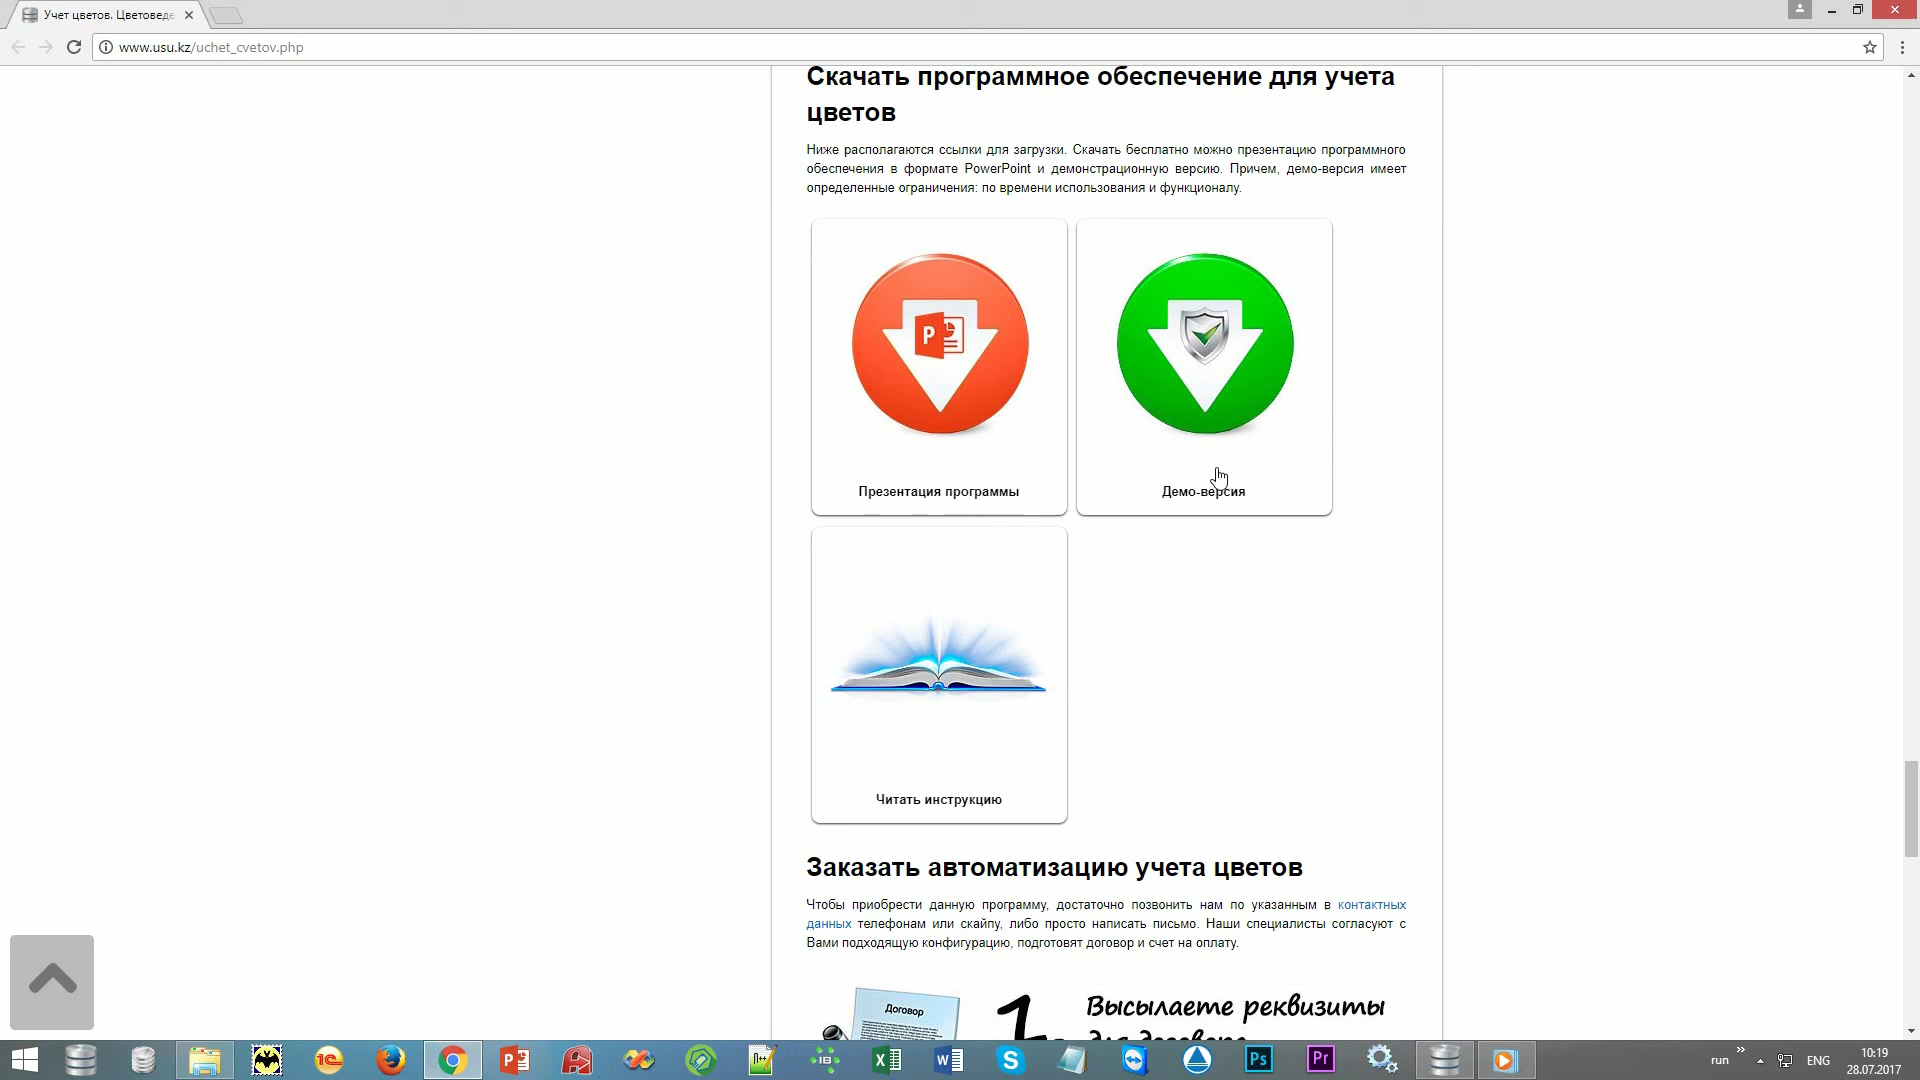 Учет цветов. Цветоведе
www.usu.kz/uchet_cvetov.php
Скачать программное обеспечение для учета
цветов
Ниже располагаются ссылки для загрузки. Скачать бесплатно можно презентацию программного
обеспечения в формате PowerPoint и демонстрационную версию. Причем, демо-версия имеет
определенные ограничения: по времени использования и функционалу.
P
Презентация программы
Демо-версия
Читать инструкцию
Заказать автоматизацию учета цветов
Чтобы приобрести данную программу, достаточно позвонить нам по указанным в контактных
данных телефонам или скайпу, либо просто написать письмо. Наши специалисты согласуют с
Вами подходящую конфигурацию, подготовят договор и счет на оплату.
Договор
1.
Высылаете реквизиты
для договора
run
ENG
10:19
28.07.2017